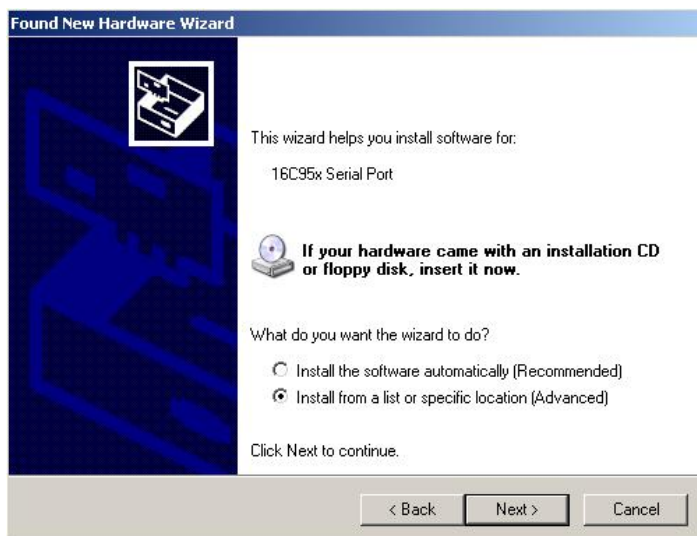 Found New Hardware Wizard
This wizard helps you install software for:
16C95x Serial Port
If your hardware came with an installation CD
or floppy disk, insert it now.
What do you want the wizard to do?
Install the software automatically (Recommended)
Install from a list or specific location (Advanced)
Click Next to continue.
< Back Next > Cancel